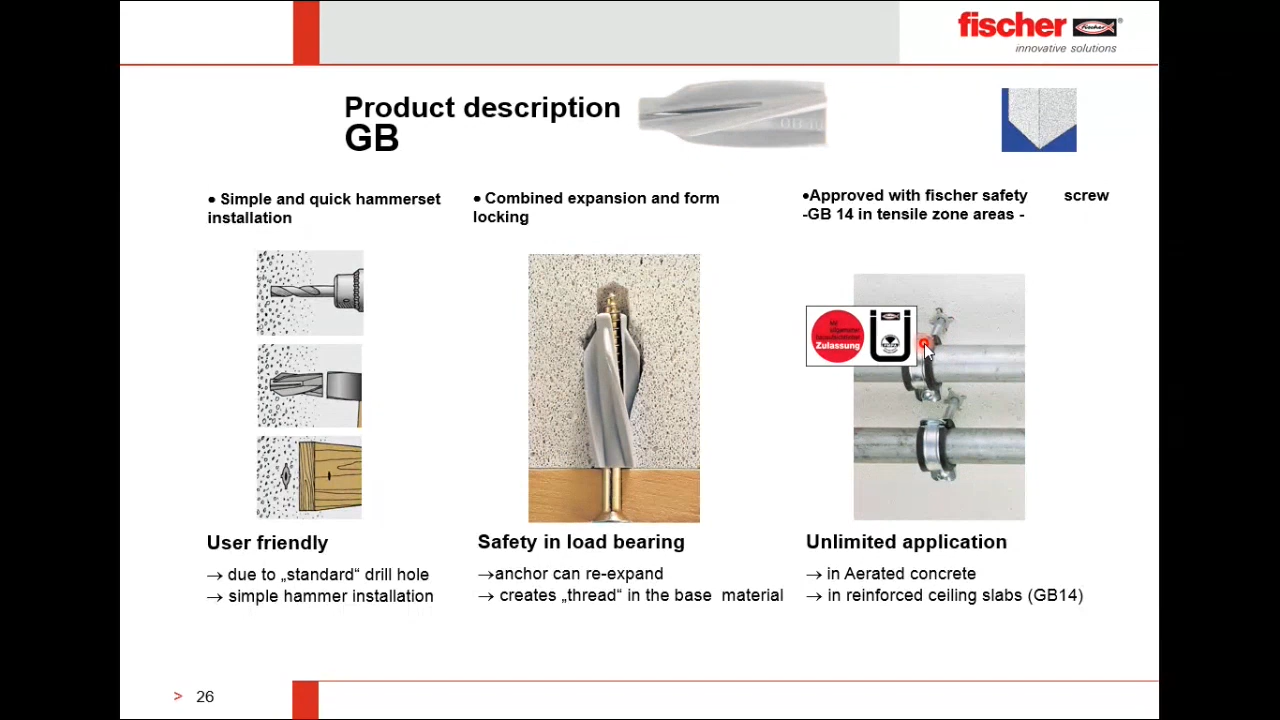 fischer
fischer
innovative solutions
Product description
GB
• Simple and quick hammerset
installation
• Combined expansion and form
locking
•Approved with fischer safety screw
-GB 14 in tensile zone areas -
Zulassung
User friendly
→ due to „standard“ drill hole
→ simple hammer installation
Safety in load bearing
→anchor can re-expand
→ creates „thread“ in the base material
Unlimited application
→ in Aerated concrete
→ in reinforced ceiling slabs (GB14)
> 26